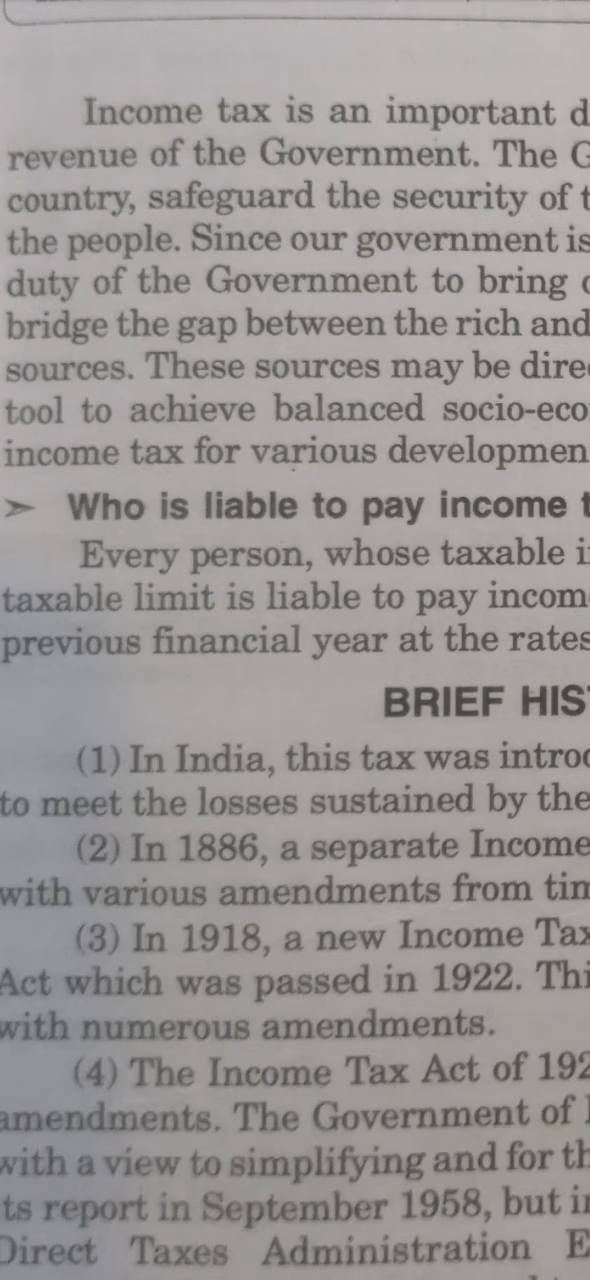 Income tax is an important d
revenue of the Government. The G
country, safeguard the security of t
the people. Since our government is
duty of the Government to bring
bridge the gap between the rich and
sources. These sources may be dire
tool to achieve balanced socio-eco
income tax for various developmen
➢ Who is liable to pay income t
Every person, whose taxable i
taxable limit is liable to pay incom
previous financial year at the rates
BRIEF HIS
(1) In India, this tax was introd
to meet the losses sustained by the
(2) In 1886, a separate Income
with various amendments from tim
(3) In 1918, a new Income Tax
Act which was passed in 1922. Thi
with numerous amendments.
(4) The Income Tax Act of 192
amendments. The Government of I
with a view to simplifying and for th
ts report in September 1958, but in
Direct Taxes Administration E